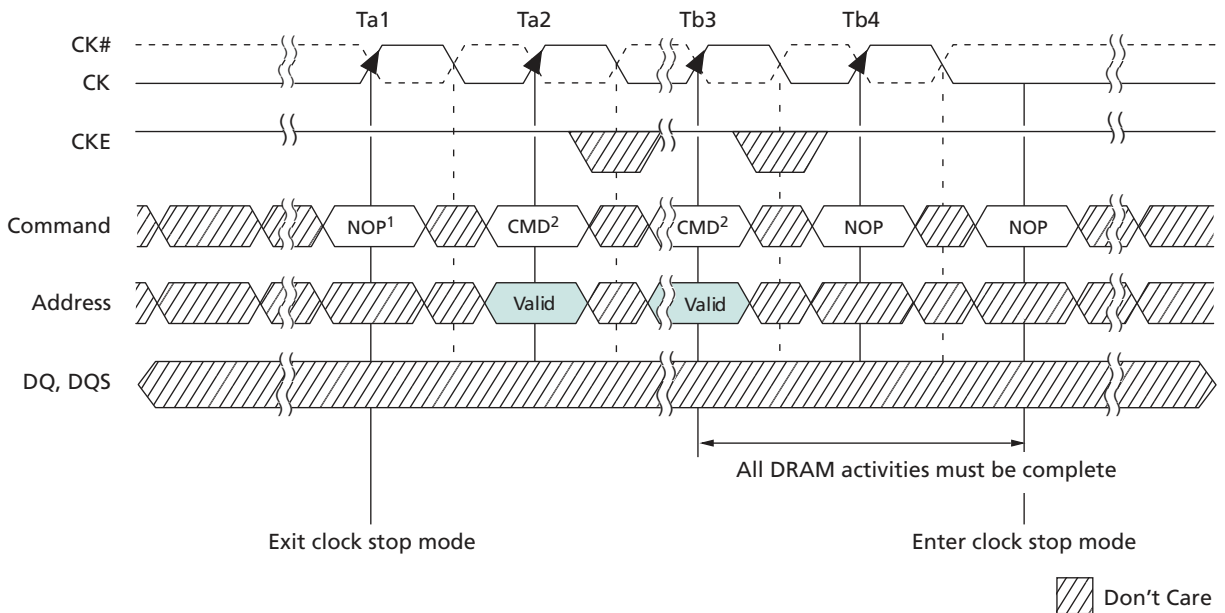 Ta1 Ta2 Tb3 Tb4
CK#
CK
CKE
Command NOP1 CMD2 CMD2 NOP NOP
Address Valid Valid
DQ, DQS
All DRAM activities must be complete
Exit clock stop mode Enter clock stop mode
Don't Care